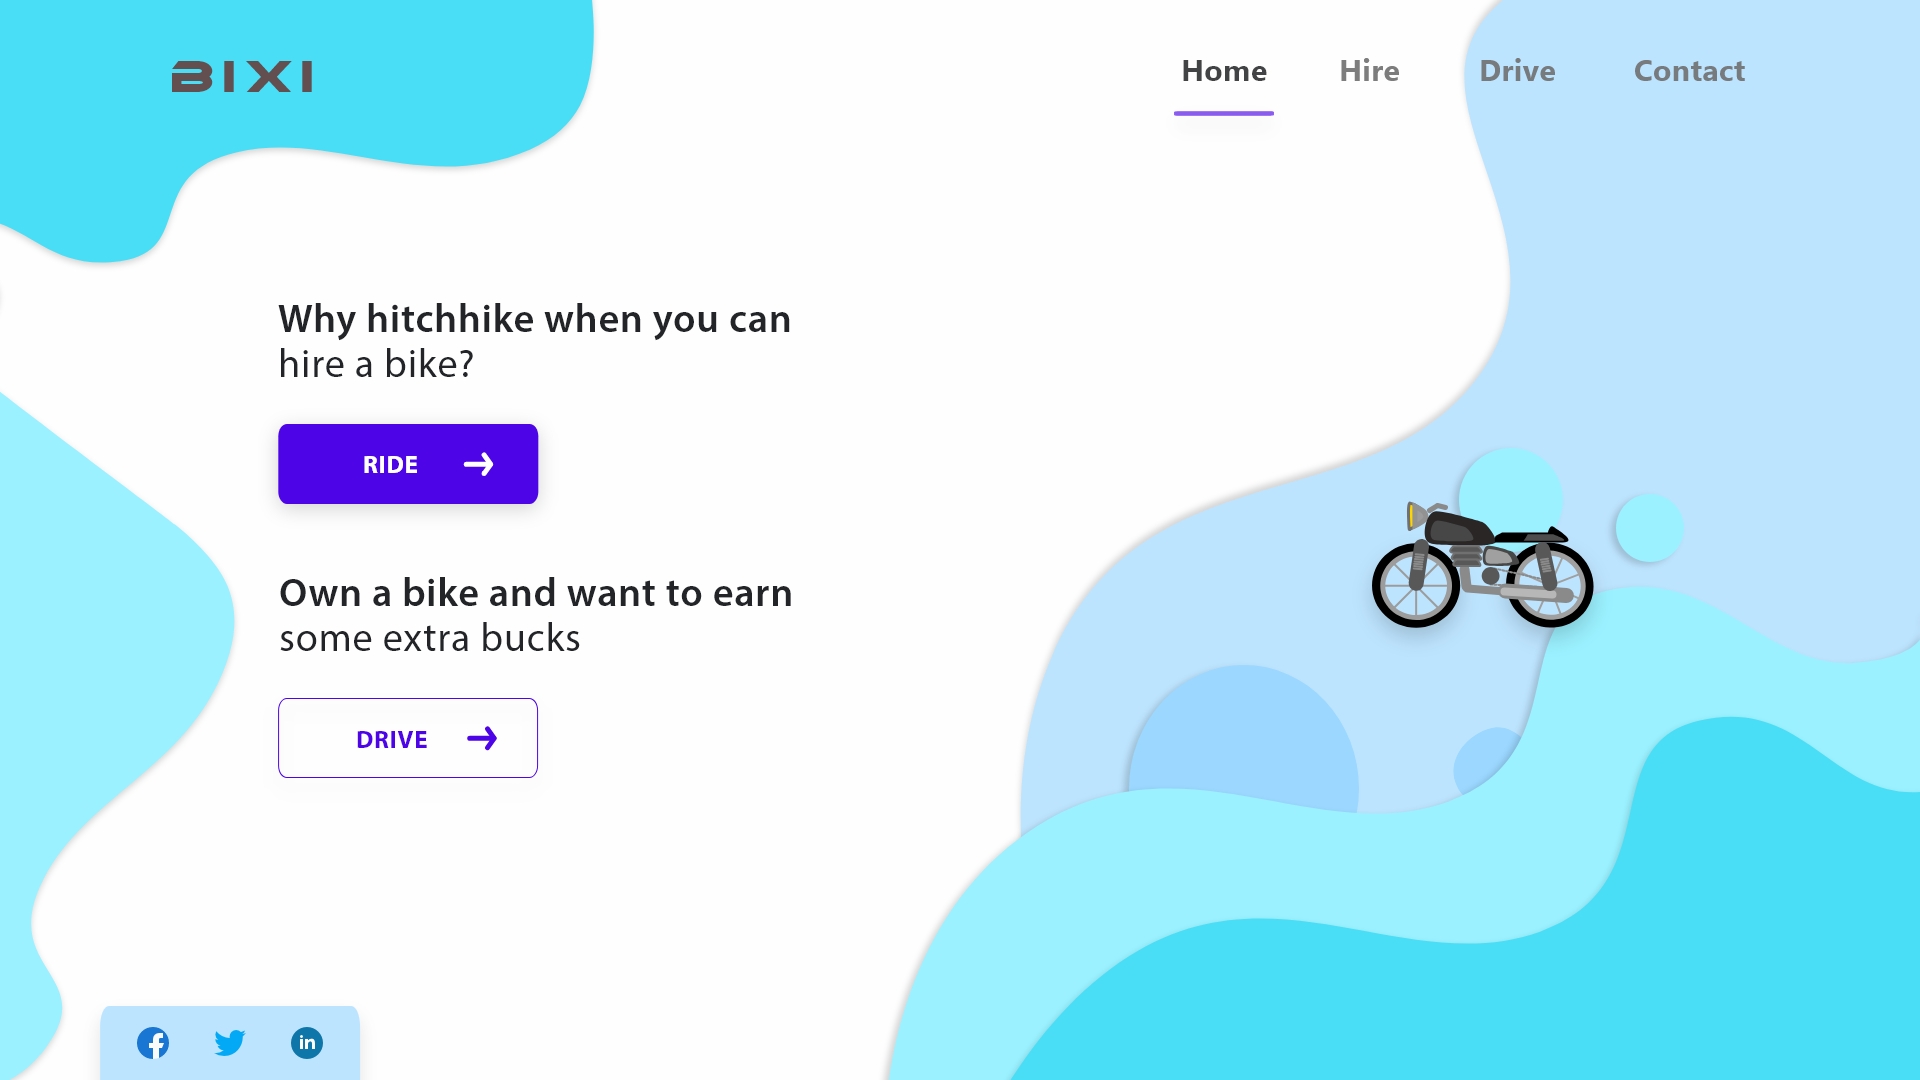 BIXI
Home Hire Drive Contact
Why hitchhike when you can
hire a bike?
RIDE
Own a bike and want to earn
some extra bucks
DRIVE
in